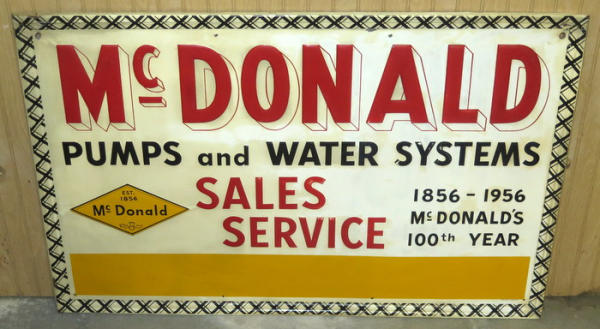 McDONALD
PUMPS and WATER SYSTEMS
EST.
1856
McDonald
SALES
SERVICE
1856 - 1956
McDONALD'S
100th YEAR